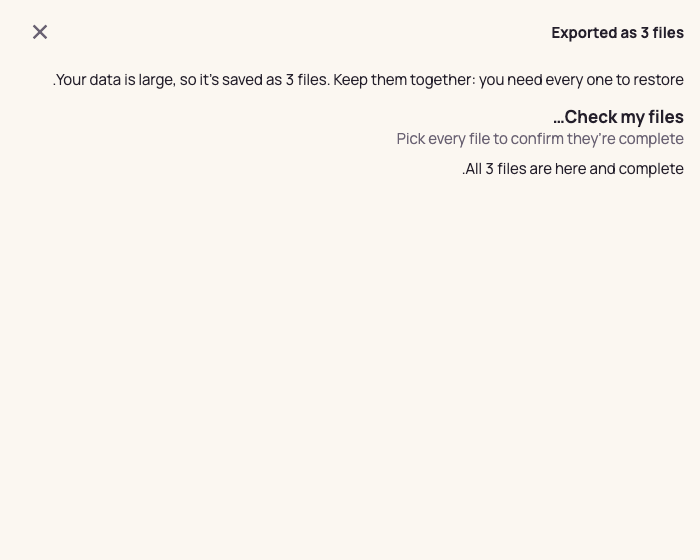 Exported as 3 files
.Your data is large, so it's saved as 3 files. Keep them together: you need every one to restore
…Check my files
Pick every file to confirm they're complete
.All 3 files are here and complete